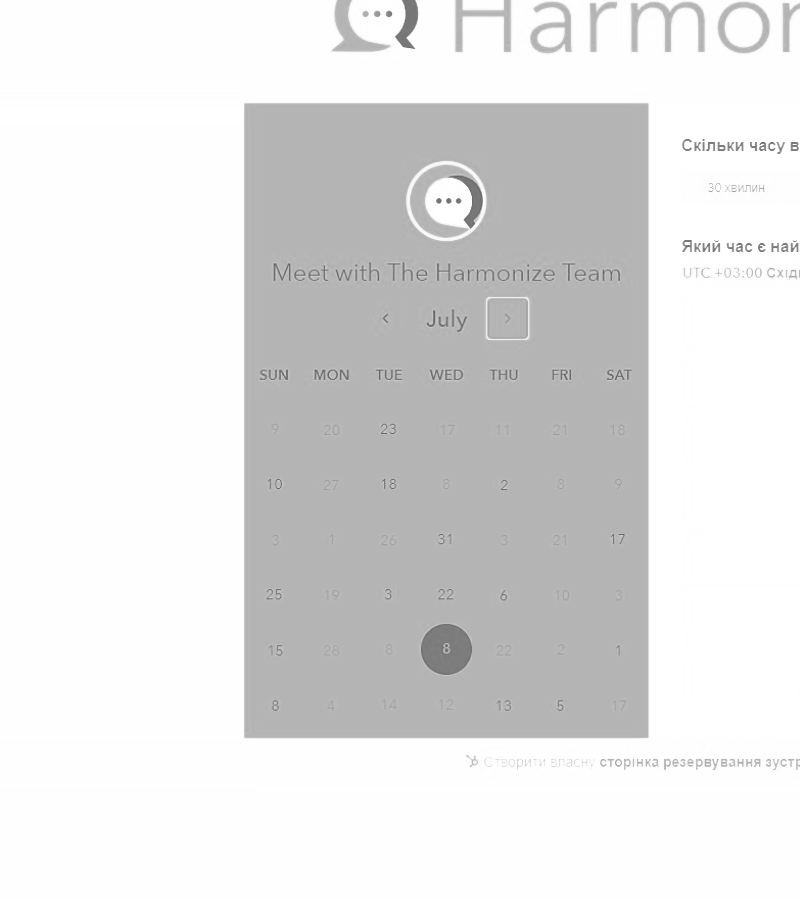 Harmon
Скільки часу в
30 хвилин
Meet with The Harmonize Team
Який час є най
UTC +03:00 Східн
July
SUN MON TUE WED THU FRI SAT
9 20 23 17 11 21 18
10 27 18 8 2 8 9
3 1 26 31 3 21 17
25 19 3 22 6 10 3
15 28 8 8 22 2 1
8 4 14 12 13 5 17
Створити власну сторінка резервування зустр